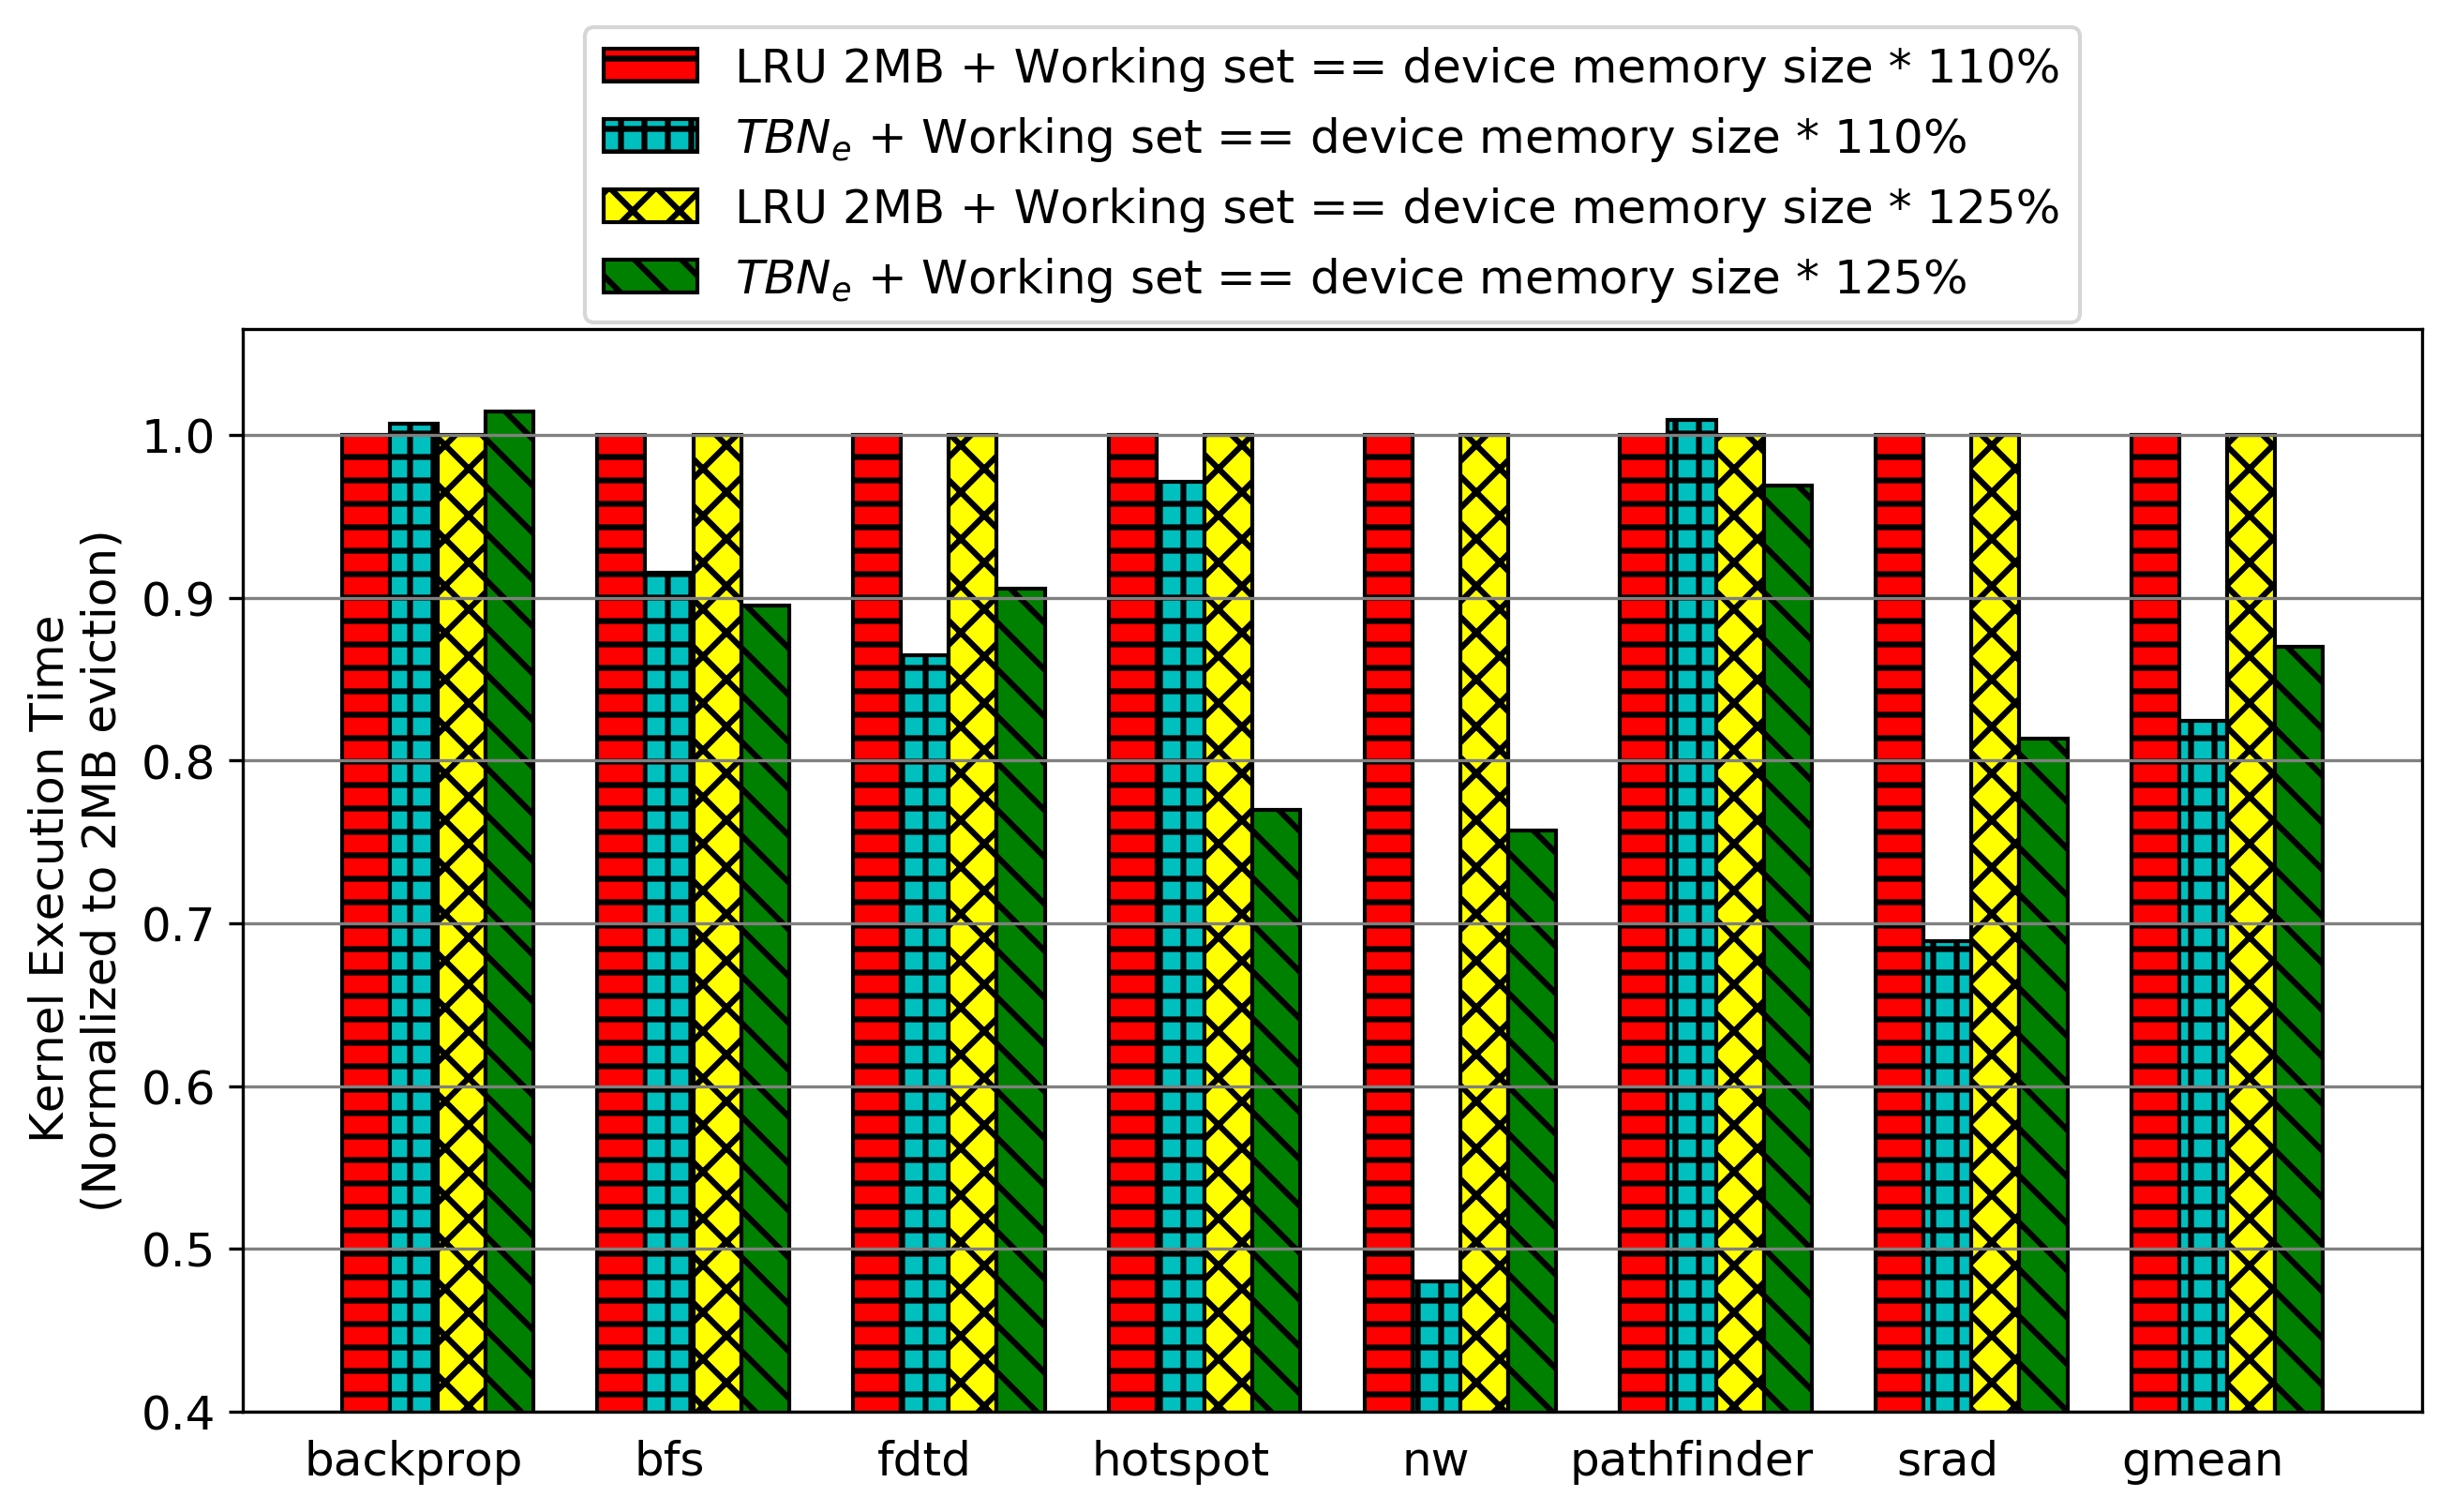 LRU 2MB + Working set == device memory size * 110%
TBNe + Working set == device memory size * 110%
LRU 2MB + Working set == device memory size * 125%
TBNe + Working set == device memory size * 125%
Kernel Execution Time
(Normalized to 2MB eviction)
1.0
0.9
0.8
0.7
0.6
0.5
0.4
backprop
bfs
fdtd
hotspot
nw
pathfinder
srad
gmean